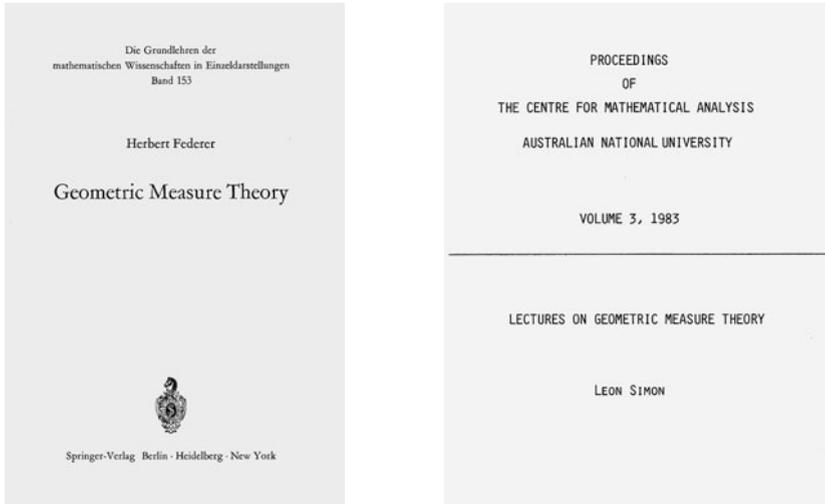 Die Grundlehren der
mathematischen Wissenschaften in Einzeldarstellungen
Band 153
Herbert Federer
Geometric Measure Theory
Springer-Verlag Berlin · Heidelberg · New York
PROCEEDINGS
OF
THE CENTRE FOR MATHEMATICAL ANALYSIS
AUSTRALIAN NATIONAL UNIVERSITY
VOLUME 3, 1983
LECTURES ON GEOMETRIC MEASURE THEORY
LEON SIMON